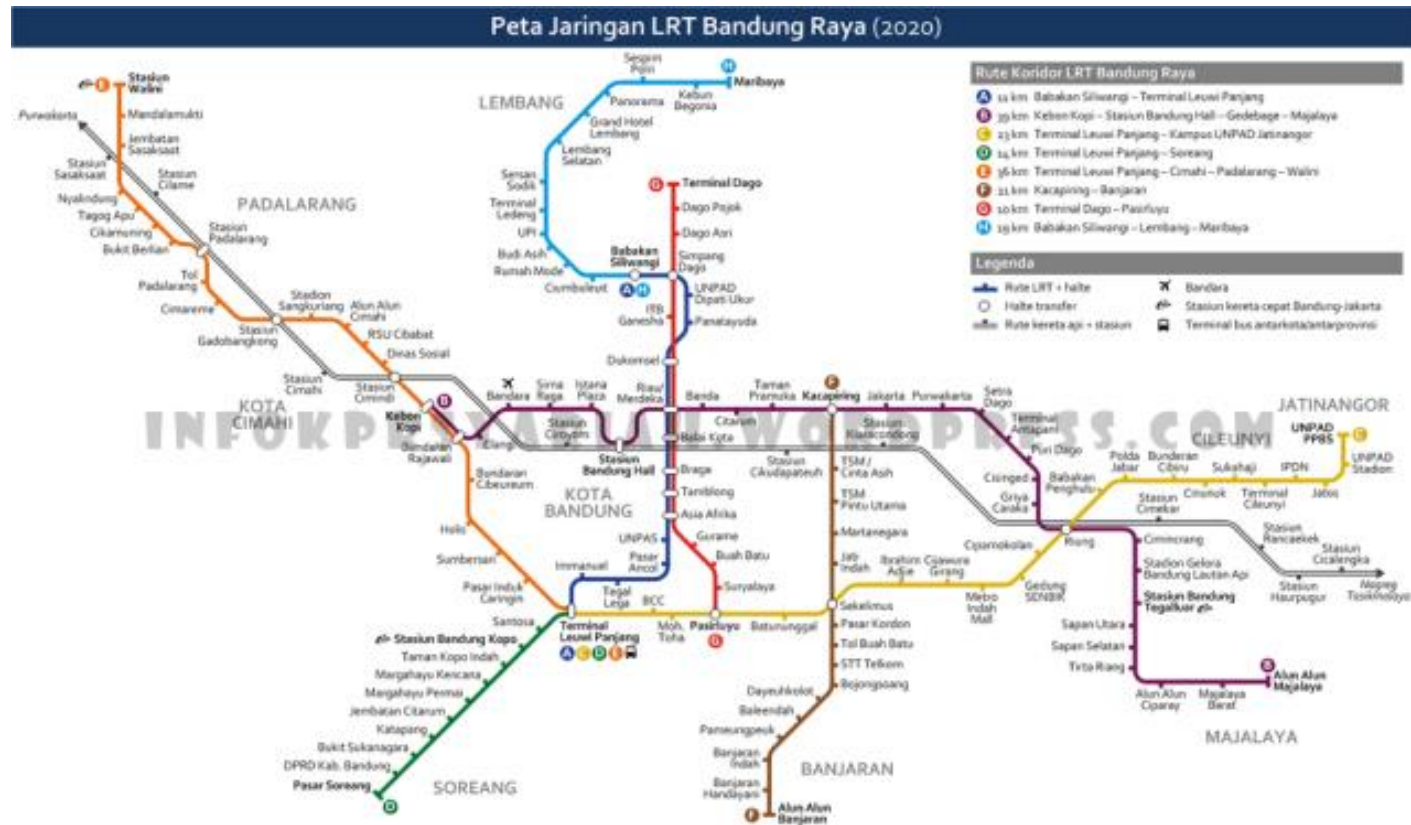 Peta Jaringan LRT Bandung Raya (2020)
Stasiun
Walini
Mandalamukti
Jembatan
Sasaksaat
Purwakarta
Stasiun
Sasaksaat
Stasiun
Cilame
Nyalindung
Tagog Apu
Cikamuning
Bukit Berlian
PADALARANG
Stasiun
Padalarang
Tol
Padalarang
Cimareme
Stadion
Sangkuriang
Alun Alun
Cimahi
Stasiun
Gadobangkong
RSU Cibabat
Dinas Sosial
Stasiun
Cimahi
Stasiun
Cimindi
KOTA
CIMAHI
Kebon
Kopi
Bundaran
Rajawali
Elang
Bundaran
Cibeureum
Holis
Sumbersari
Pasar Induk
Caringin
LEMBANG
Sespim
Polri
Maribaya
Panorama
Kebun
Begonia
Grand Hotel
Lembang
Lembang
Selatan
Sersan
Sodik
Terminal
Ledeng
UPI
Budi Asih
Rumah Mode
Ciumbuleuit
Babakan
Siliwangi
A H
Terminal Dago
Dago Pojok
Dago Asri
Simpang
Dago
UNPAD
Dipati Ukur
ITB
Ganesha
Panatayuda
Dukomsel
Riau/
Merdeka
Bandara
Sirna
Raga
Istana
Plaza
Stasiun
Ciroyom
Stasiun
Bandung Hall
Banda
Citarum
Taman
Pramuka
Kacapiring
Jakarta
Purwakarta
Setra
Dago
Terminal
Antapani
Puri Dago
Cisinged
Griya
Caraka
Balai Kota
Braga
Tamblong
Asia Afrika
KOTA
BANDUNG
UNPAS
Pasar
Ancol
Immanuel
Tegal
Lega
Gurame
Buah Batu
Suryalaya
Stasiun
Cikudapateuh
Stasiun
Kiaracondong
TSM/
Cinta Asih
TSM
Pintu Utama
Martanegara
Jati
Indah
Sekelimus
Pasar Kordon
Tol Buah Batu
STT Telkom
Bojongsoang
Dayeuhkolot
Baleendah
Pameungpeuk
Banjaran
Indah
Banjaran
Handayani
Alun Alun
Banjaran
BANJARAN
Terminal
Leuwi Panjang
A C D E
BCC
Moh.
Toha
Pasirluyu
Batununggal
Ibrahim
Adjie
Cijawura
Girang
Metro
Indah
Mall
Gedung
SENBIK
Cipamokolan
Riung
Babakan
Penghulu
Polda
Jabar
Bunderan
Cibiru
Cinunok
Sukahaji
Terminal
Cileunyi
IPDN
Jatos
UNPAD
Stadion
UNPAD
PPBS
JATINANGOR
CILEUNYI
Stasiun
Cimekar
Stasiun
Rancaekek
Stasiun
Haurpugur
Stasiun
Cicalengka
Cimincrang
Stadion Gelora
Bandung Lautan Api
Stasiun Bandung
Tegalluar
Sapan Utara
Sapan Selatan
Tirta Riang
Alun Alun
Ciparay
Majalaya
Barat
Alun Alun
Majalaya
MAJALAYA
Santosa
Stasiun Bandung Kopo
Taman Kopo Indah
Margahayu Kencana
Margahayu Permai
Jembatan Citarum
Katapang
Bukit Sukanagara
DPRD Kab. Bandung
Pasar Soreang
SOREANG
Rute Koridor LRT Bandung Raya
A 11 km Babakan Siliwangi – Terminal Leuwi Panjang
B 39 km Kebon Kopi – Stasiun Bandung Hall – Gedebage – Majalaya
C 23 km Terminal Leuwi Panjang – Kampus UNPAD Jatinangor
D 14 km Terminal Leuwi Panjang – Soreang
E 36 km Terminal Leuwi Panjang – Cimahi – Padalarang – Walini
F 21 km Kacapiring – Banjaran
G 10 km Terminal Dago – Pasirluyu
H 19 km Babakan Siliwangi – Lembang – Maribaya
Legenda
Rute LRT + halte
Halte transfer
Rute kereta api + stasiun
Bandara
Stasiun kereta cepat Bandung-Jakarta
Terminal bus antarkota/antarprovinsi